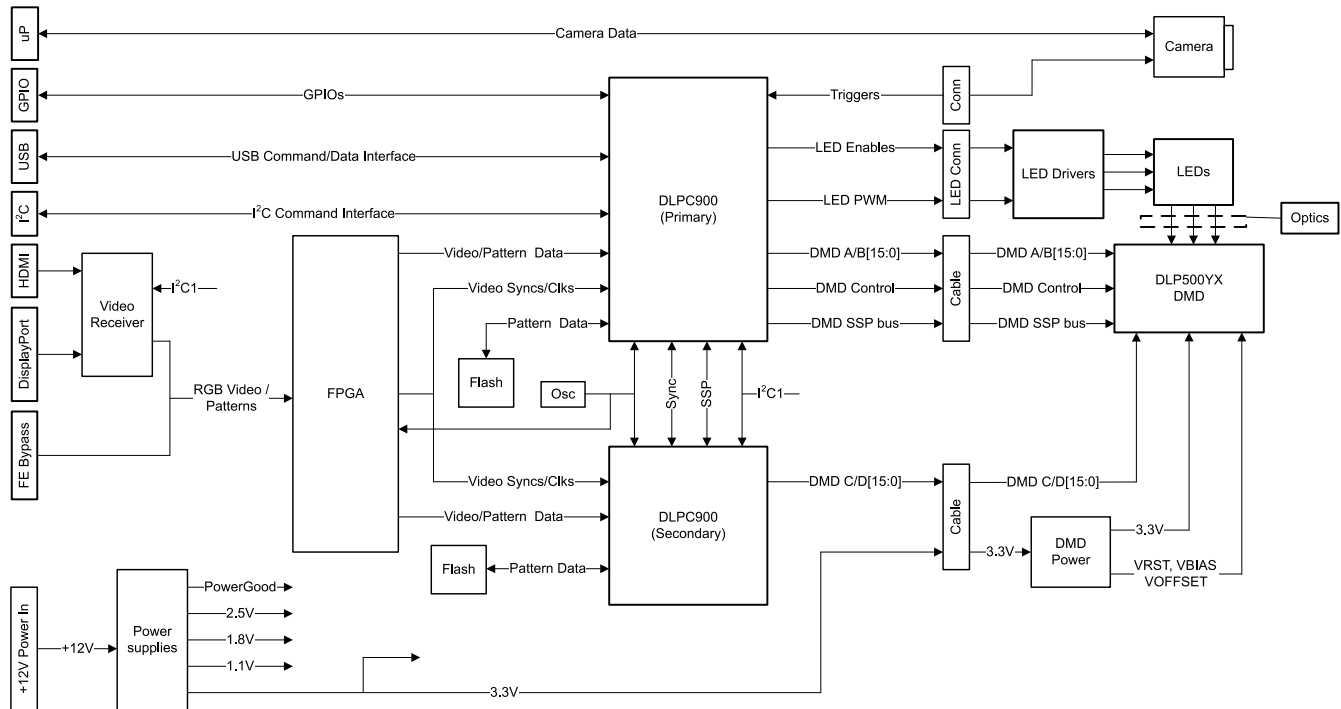 uP
Camera Data
Camera
GPIO
GPIOs
Triggers
Conn
USB
USB Command/Data Interface
LED Enables
LED Conn
LED Drivers
LEDs
DLPC900
(Primary)
I²C
I²C Command Interface
LED PWM
Optics
HDMI
Video
Receiver
I²C1
Video/Pattern Data
DMD A/B[15:0]
Cable
DMD A/B[15:0]
DLP500YX
DMD
Video Syncs/Clks
DMD Control
DMD Control
DisplayPort
Pattern Data
DMD SSP bus
DMD SSP bus
Flash
RGB Video /
Patterns
FPGA
Osc
Sync
SSP
I²C1
FE Bypass
Video Syncs/Clks
DMD C/D[15:0]
Cable
DMD C/D[15:0]
Video/Pattern Data
DLPC900
(Secondary)
3.3V
3.3V
DMD
Power
Flash
Pattern Data
VRST, VBIAS
VOFFSET
+12V Power In
+12V
Power
supplies
PowerGood
2.5V
1.8V
1.1V
3.3V